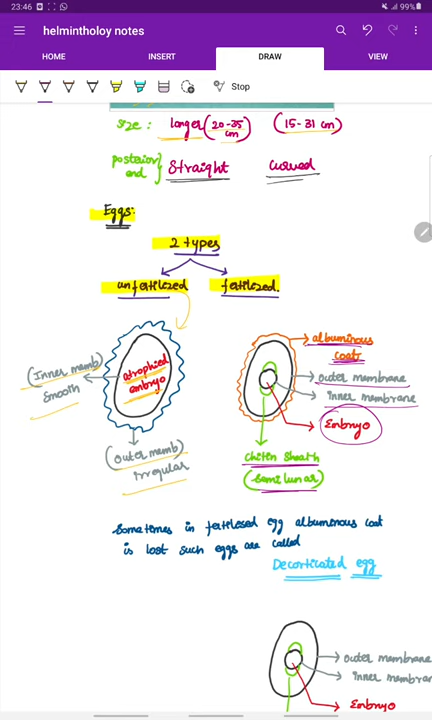 23:46 99%
helmintholoy notes
HOME INSERT DRAW VIEW
Stop
size : longer (20-35 cm) (15-31 cm)
posterior end } straight curved
Eggs:
2 types
unfertilized fertilized.
(Inner memb) smooth
atrophied embryo
(outer memb) irregular
albuminous coat
outer membrane
inner membrane
Embryo
chitin sheath
(semi lunar)
Sometimes in fertilised egg albuminous coat
is lost such eggs are called
Decorticated egg
outer membrane
inner membran
Embryo